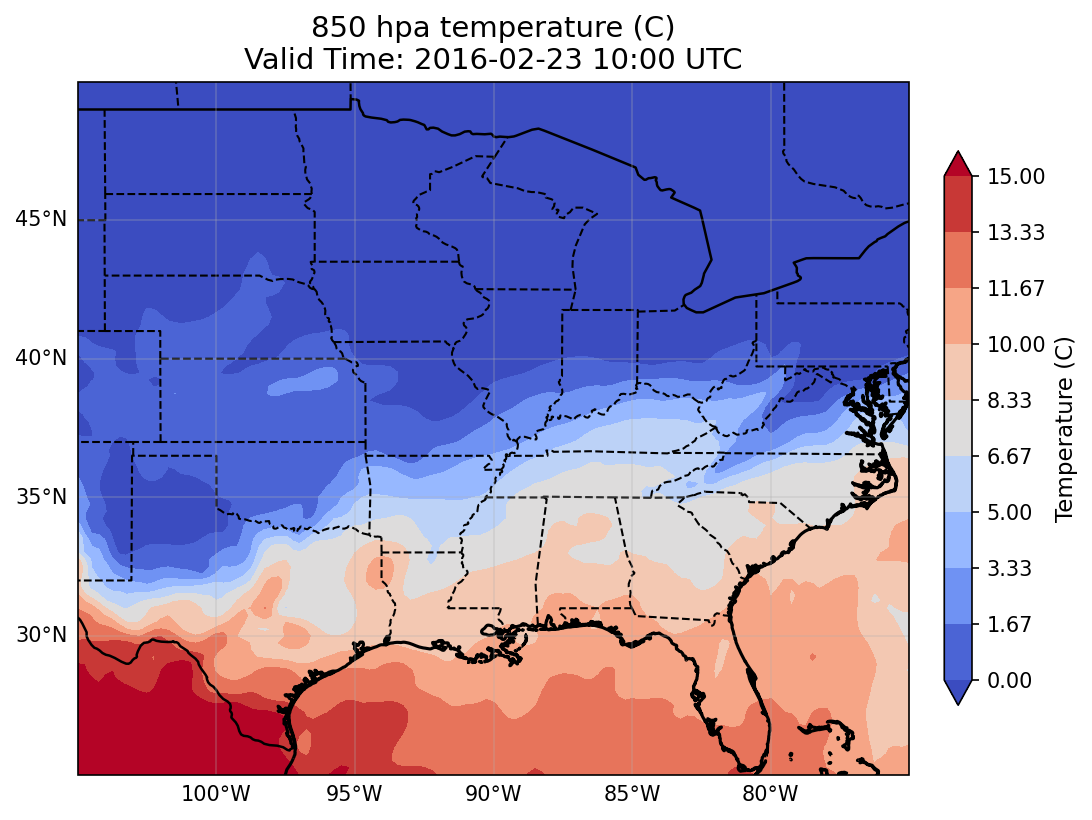 850 hpa temperature (C)
Valid Time: 2016-02-23 10:00 UTC
45°N
40°N
35°N
30°N
100°W
95°W
90°W
85°W
80°W
15.00
13.33
11.67
10.00
8.33
6.67
5.00
3.33
1.67
0.00
Temperature (C)